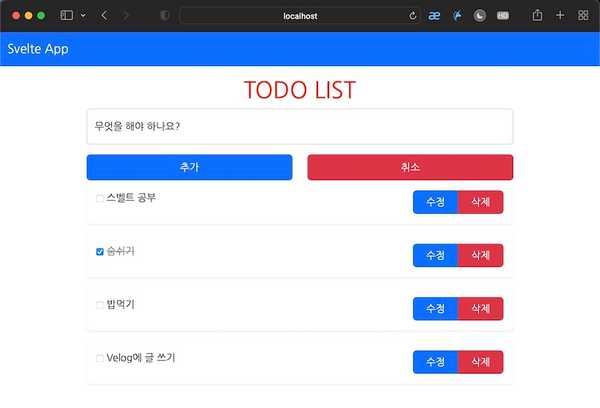 localhost
Svelte App
TODO LIST
무엇을 해야 하나요?
추가 취소
스벨트 공부 수정 삭제
숨쉬기 수정 삭제
밥먹기 수정 삭제
Velog에 글 쓰기 수정 삭제